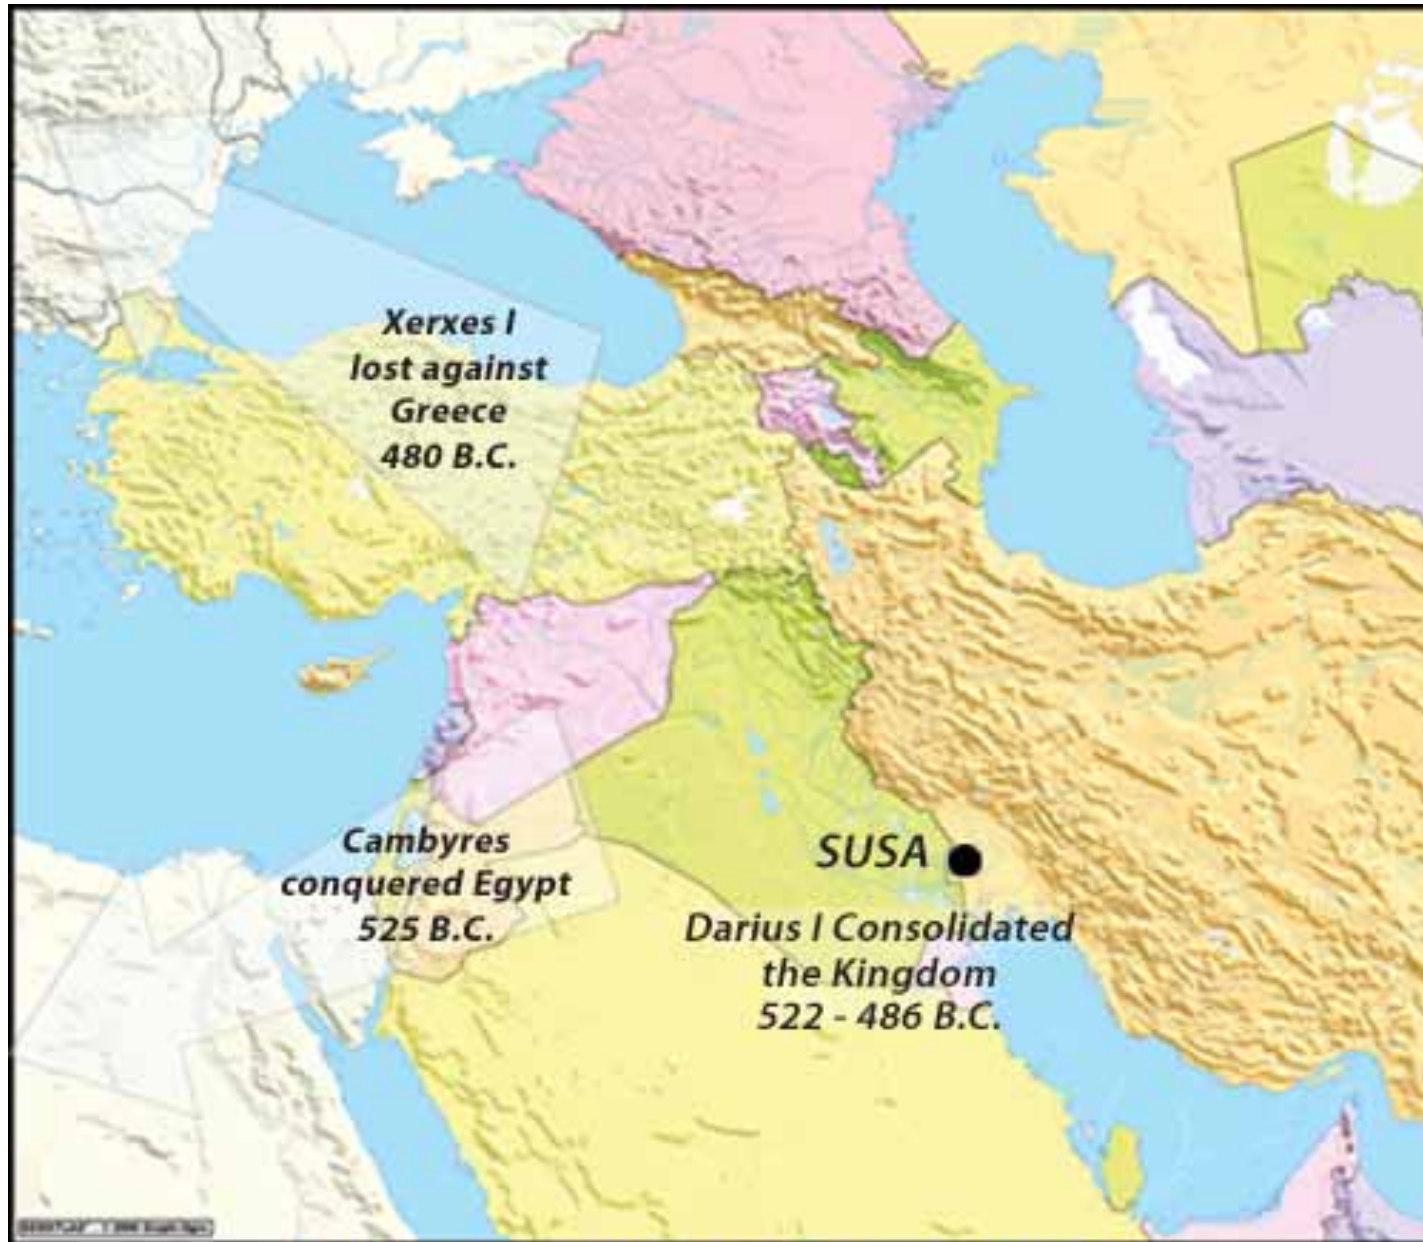 Xerxes I
lost against
Greece
480 B.C.
Cambyres
conquered Egypt
525 B.C.
SUSA
Darius I Consolidated
the Kingdom
522 - 486 B.C.